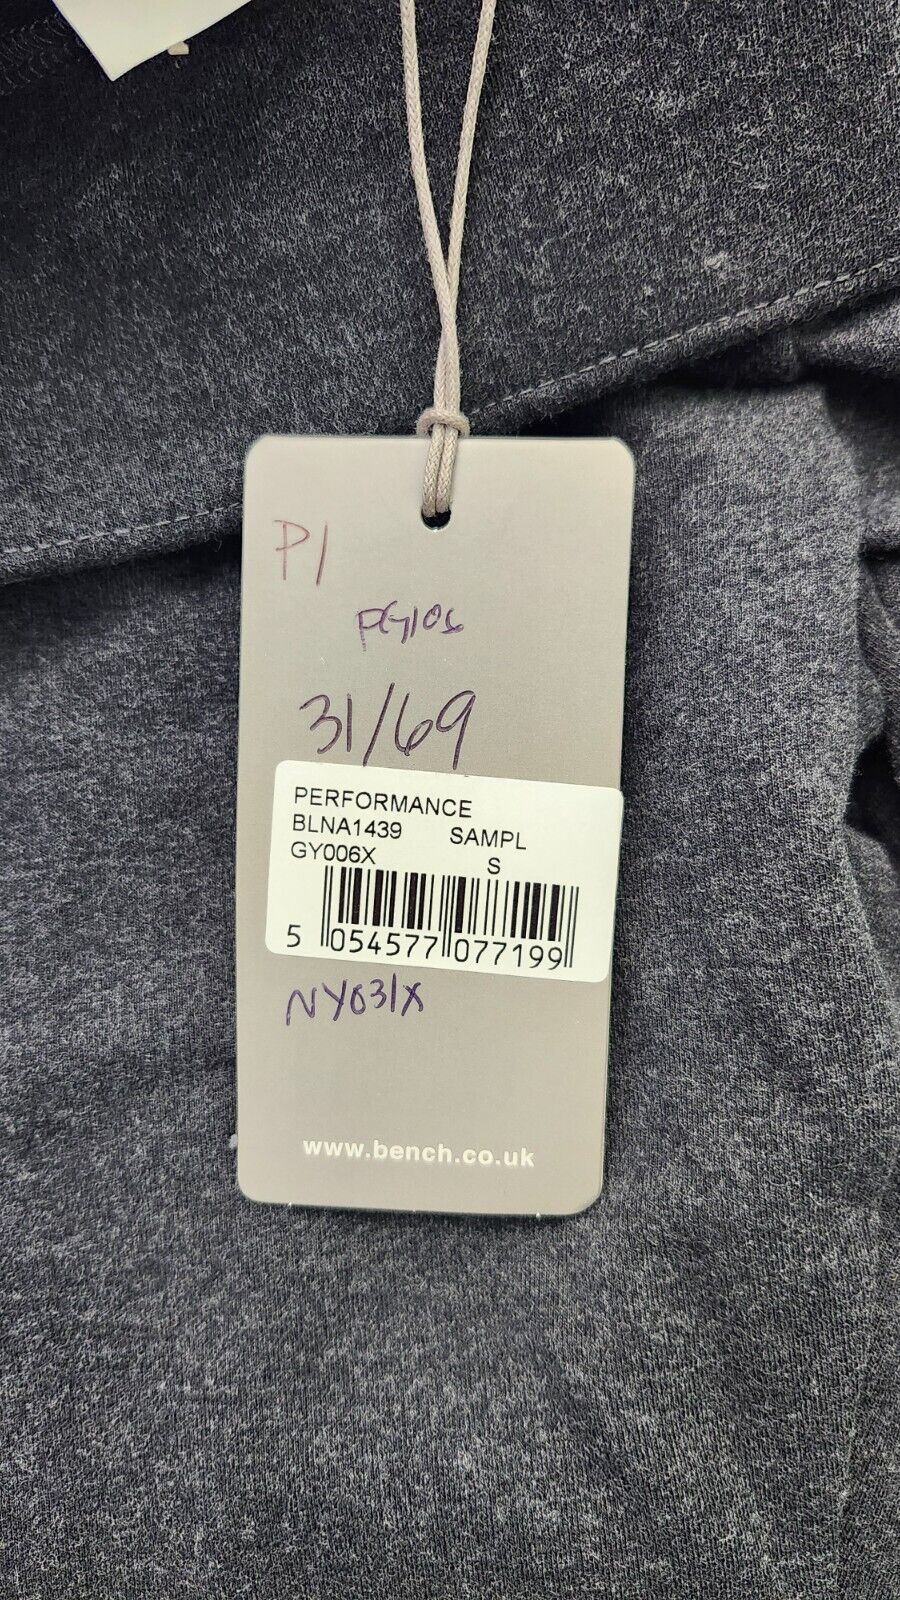 P1
31/69
PERFORMANCE
BLNA1439 SAMPL
GY006X S
5 054577 077199
NY031X
www.bench.co.uk